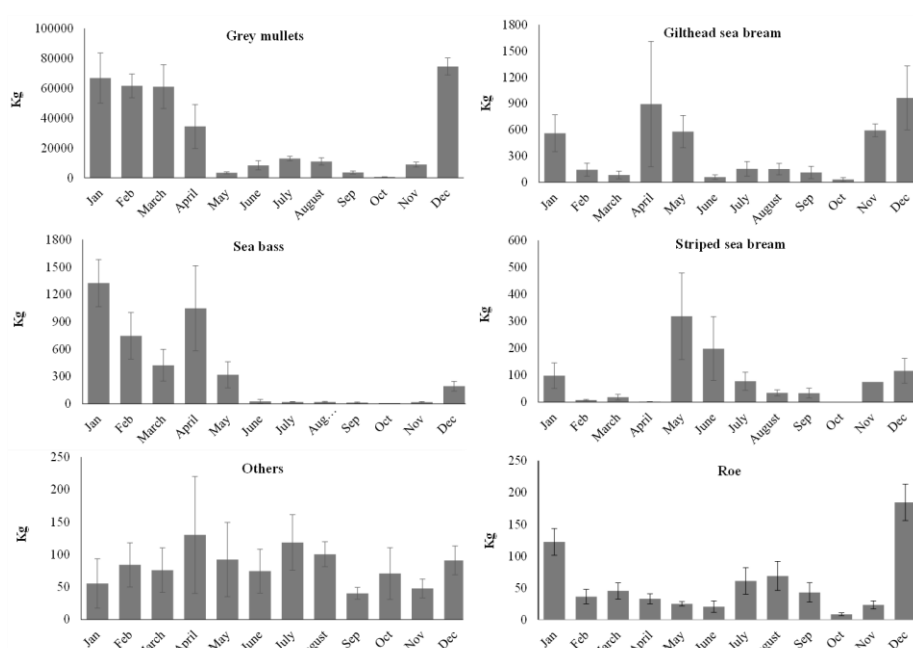 Grey mullets
Kg
100000
80000
60000
40000
20000
0
Jan Feb March April May June July August Sep Oct Nov Dec
Gilthead sea bream
Kg
1800
1500
1200
900
600
300
0
Jan Feb March April May June July August Sep Oct Nov Dec
Sea bass
Kg
1800
1500
1200
900
600
300
0
Jan Feb March April May June July Aug… Sep Oct Nov Dec
Striped sea bream
Kg
600
500
400
300
200
100
0
Jan Feb March April May June July August Sep Oct Nov Dec
Others
Kg
250
200
150
100
50
0
Jan Feb March April May June July August Sep Oct Nov Dec
Roe
Kg
250
200
150
100
50
0
Jan Feb March April May June July August Sep Oct Nov Dec